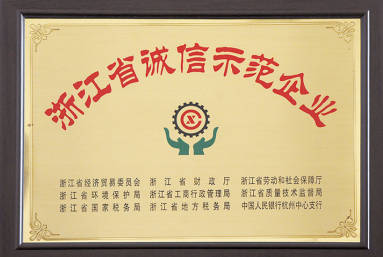 浙江省诚信示范企业
浙江省经济贸易委员会 浙江省财政厅 浙江省劳动和社会保障厅
浙江省环境保护局 浙江省工商行政管理局 浙江省质量技术监督局
浙江省国家税务局 浙江省地方税务局 中国人民银行杭州中心支行